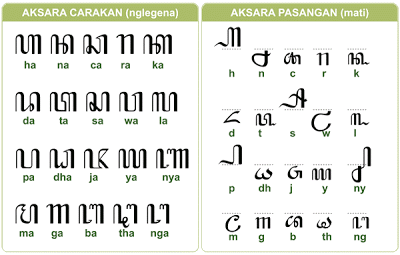 AKSARA CARAKAN (nglegena)
ꦲ ꦤ ꦕ ꦫ ꦏ
ha na ca ra ka
ꦢ ꦠ ꦱ ꦮ ꦭ
da ta sa wa la
ꦥ ꦝ ꦗ ꦪ ꦚ
pa dha ja ya nya
ꦩ ꦒ ꦧ ꦛ ꦔ
ma ga ba tha nga
AKSARA PASANGAN (mati)
꧀ꦲ ꧀ꦤ ꧀ꦕ ꧀ꦫ ꧀ꦏ
h n c r k
꧀ꦢ ꧀ꦠ ꧀ꦱ ꧀ꦮ ꧀ꦭ
d t s w l
꧀ꦥ ꧀ꦝ ꧀ꦗ ꧀ꦪ ꧀ꦚ
p dh j y ny
꧀ꦩ ꧀ꦒ ꧀ꦧ ꧀ꦛ ꧀ꦔ
m g b th ng